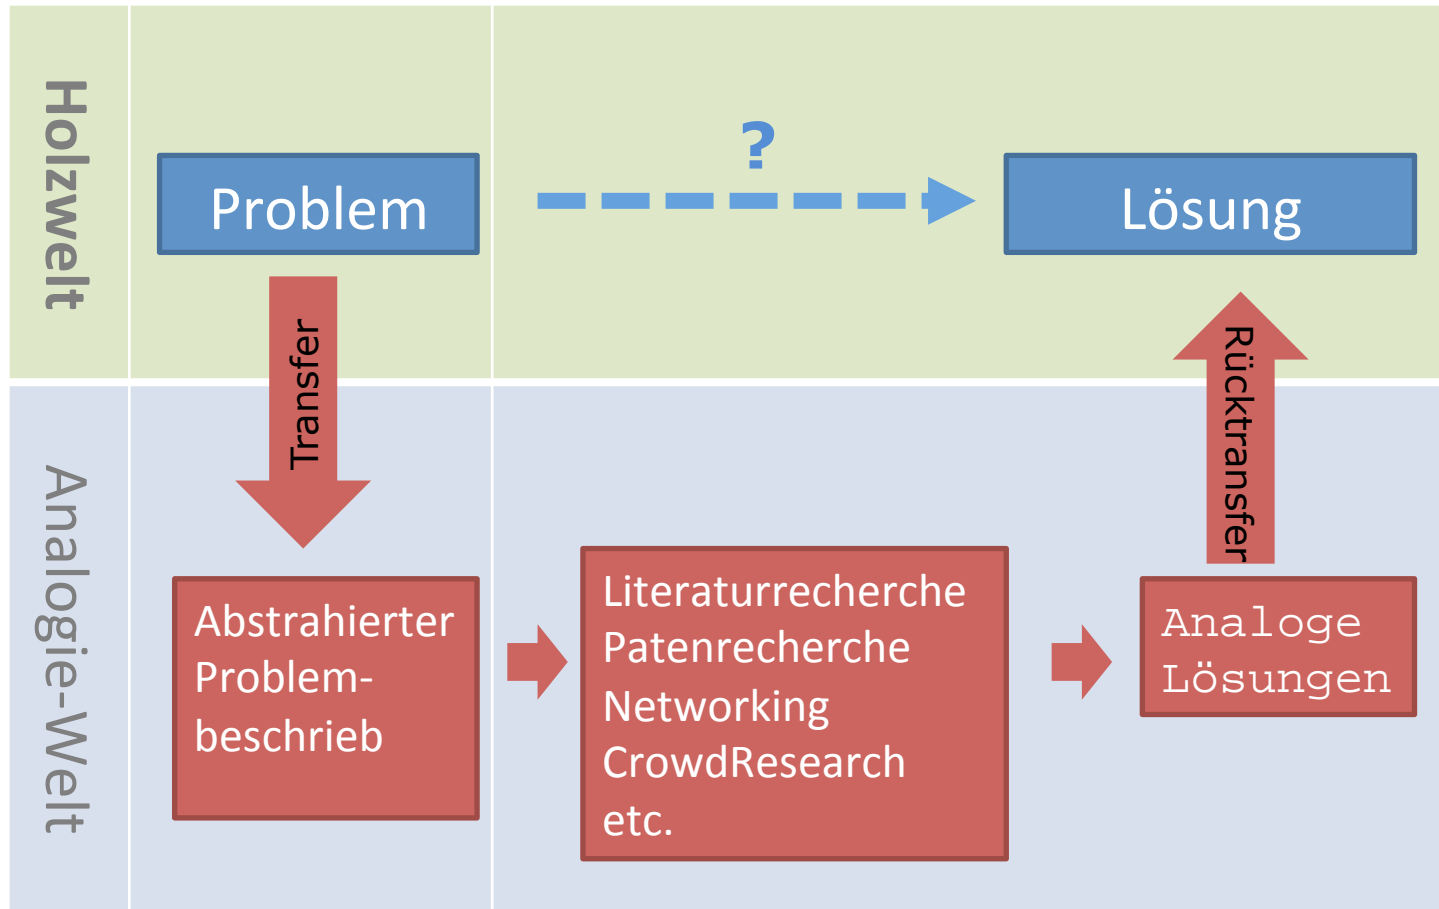 Holzwelt
Problem
?
Lösung
Transfer
Rücktransfer
Analogie-Welt
Abstrahierter
Problem-
beschrieb
Literaturrecherche
Patenrecherche
Networking
CrowdResearch
etc.
Analoge
Lösungen